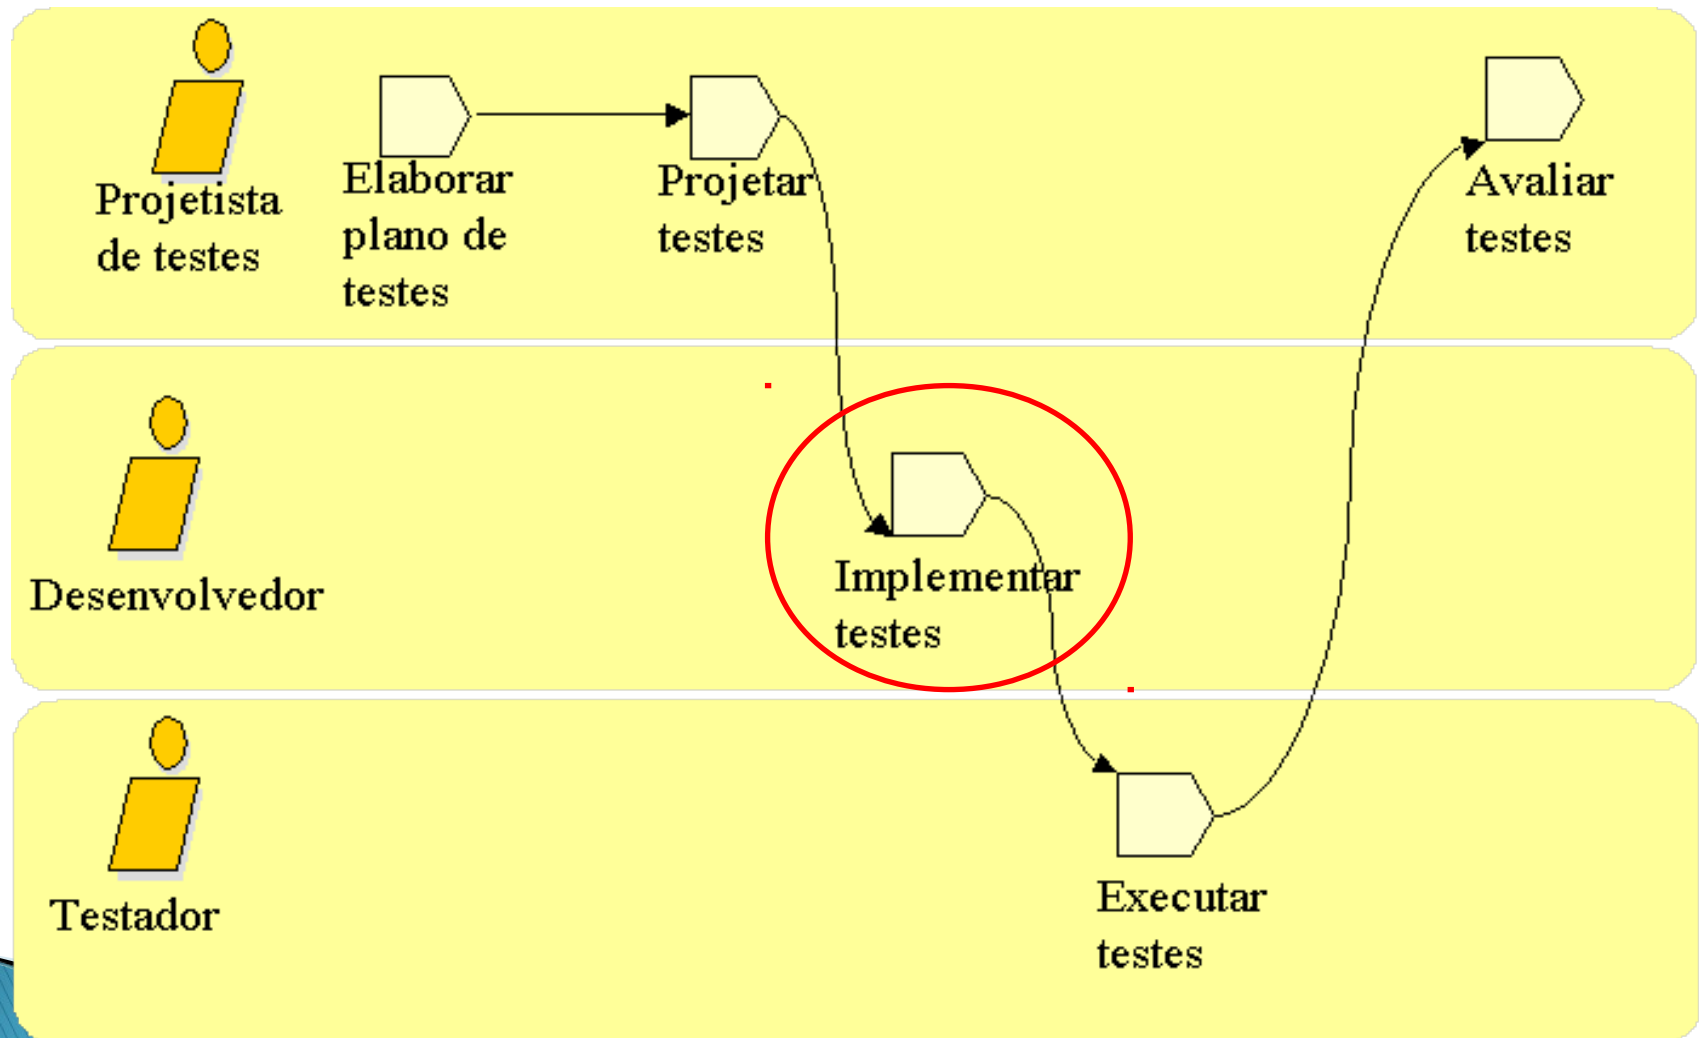 Projetista
de testes
Elaborar
plano de
testes
Projetar
testes
Avaliar
testes
Desenvolvedor
Implementar
testes
Testador
Executar
testes